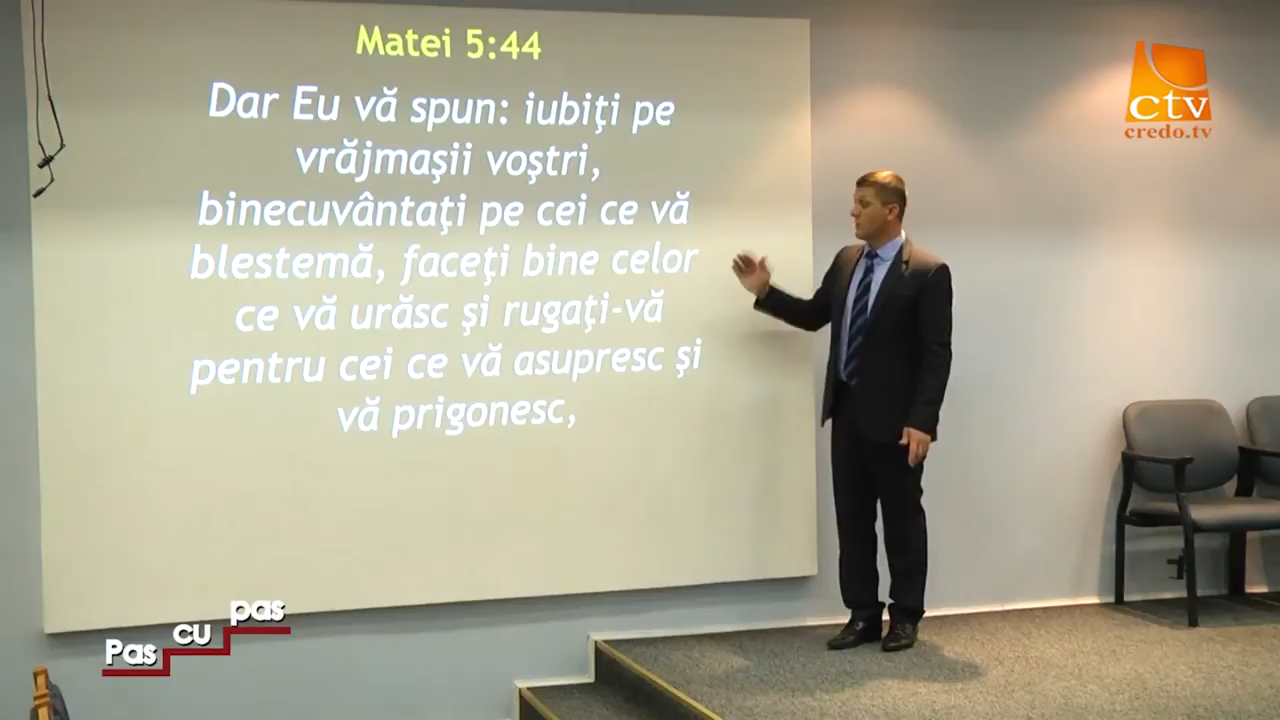 Matei 5:44
Dar Eu vă spun: iubiţi pe
vrăjmaşii voştri,
binecuvântaţi pe cei ce vă
blestemă, faceţi bine celor
ce vă urăsc şi rugaţi-vă
pentru cei ce vă asupresc şi
vă prigonesc,
ctv
credo.tv
Pas cu pas